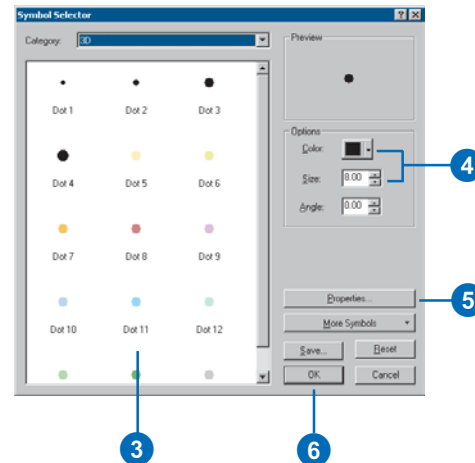 Symbol Selector
Category: 3D
Dot 1 Dot 2 Dot 3
Dot 4 Dot 5 Dot 6
Dot 7 Dot 8 Dot 9
Dot 10 Dot 11 Dot 12
Preview
Options
Color:
Size: 8.00
Angle: 0.00
4
Properties...
5
More Symbols
Save... Reset
OK Cancel
3
6